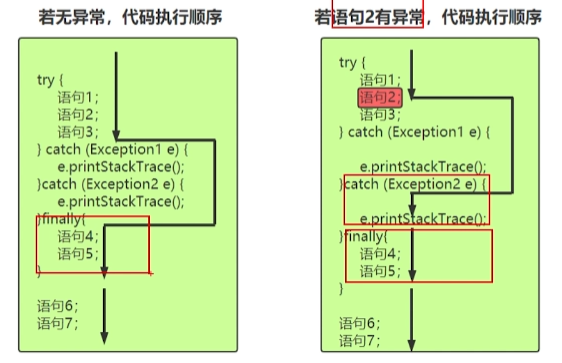 若无异常，代码执行顺序
try {
语句1;
语句2;
语句3;
} catch (Exception1 e) {
e.printStackTrace();
}catch (Exception2 e) {
e.printStackTrace();
}finally{
语句4;
语句5;
}
语句6;
语句7;
若语句2有异常，代码执行顺序
try {
语句1;
语句2;
语句3;
} catch (Exception1 e) {
e.printStackTrace();
}catch (Exception2 e) {
e.printStackTrace();
}finally{
语句4;
语句5;
}
语句6;
语句7;